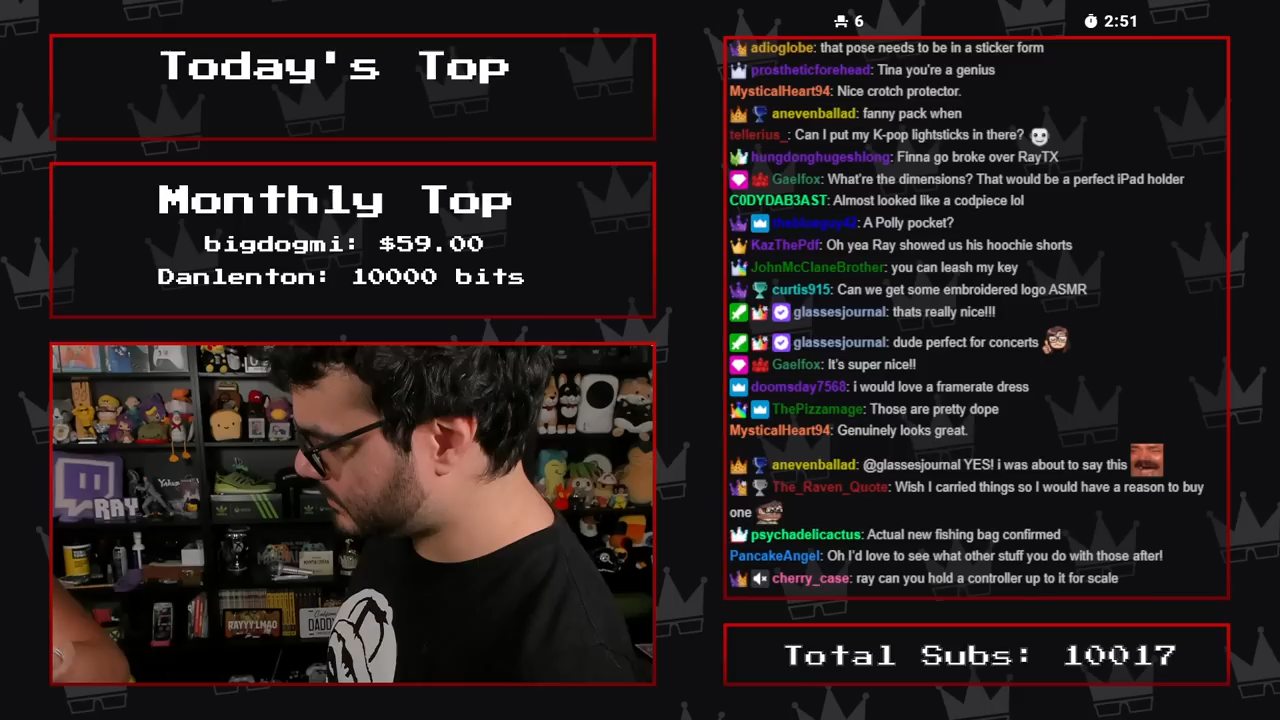 6
2:51
Today's Top
Monthly Top
bigdogmi: $59.00
Danlenton: 10000 bits
RAY
RAYYY LMAO
DADD
adioglobe: that pose needs to be in a sticker form
prostheticforehead: Tina you're a genius
MysticalHeart94: Nice crotch protector.
anevenballad: fanny pack when
tellerius_: Can I put my K-pop lightsticks in there?
hungdonghugeshlong: Finna go broke over RayTX
Gaelfox: What're the dimensions? That would be a perfect iPad holder
C0DYDAB3AST: Almost looked like a codpiece lol
: A Polly pocket?
KazThePdf: Oh yea Ray showed us his hoochie shorts
JohnMcClaneBrother: you can leash my key
curtis915: Can we get some embroidered logo ASMR
glassesjournal: thats really nice!!!
glassesjournal: dude perfect for concerts
Gaelfox: It's super nice!!
doomsday7568: i would love a framerate dress
ThePizzamage: Those are pretty dope
MysticalHeart94: Genuinely looks great.
anevenballad: @glassesjournal YES! i was about to say this
The_Raven_Quote: Wish I carried things so I would have a reason to buy
one
psychadelicactus: Actual new fishing bag confirmed
PancakeAngel: Oh I'd love to see what other stuff you do with those after!
cherry_case: ray can you hold a controller up to it for scale
Total Subs: 10017